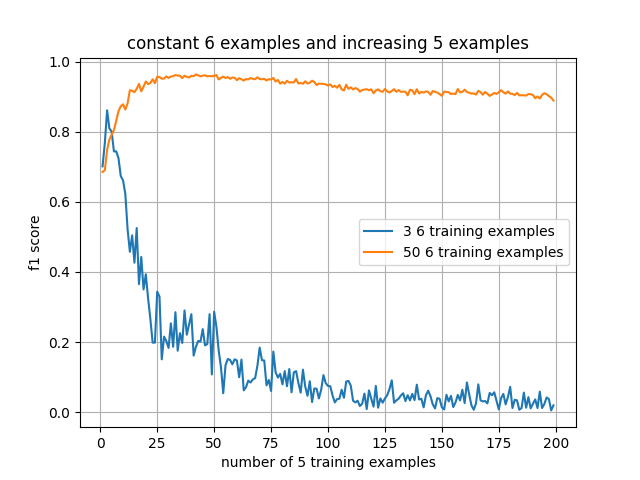 constant 6 examples and increasing 5 examples
1.0
0.8
0.6
0.4
0.2
0.0
f1 score
3 6 training examples
50 6 training examples
0 25 50 75 100 125 150 175 200
number of 5 training examples